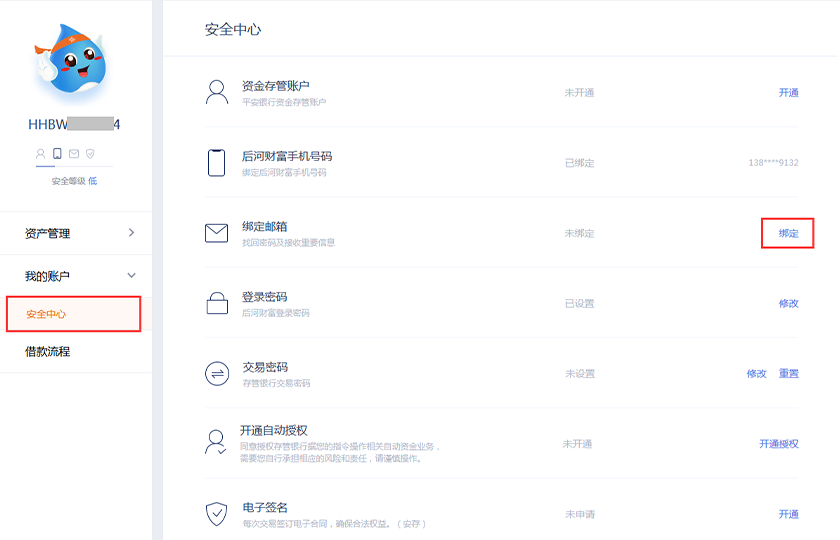 HHBW 4
安全等级 低
资产管理
我的账户
安全中心
借款流程
安全中心
资金存管账户
平安银行资金存管账户
未开通
开通
后河财富手机号码
绑定后河财富手机号码
已绑定
138****9132
绑定邮箱
找回密码及接收重要信息
未绑定
绑定
登录密码
后河财富登录密码
已设置
修改
交易密码
存管银行交易密码
未设置
修改 重置
开通自动授权
同意授权存管银行据您的指令操作相关自动资金业务，
需要您自行承担相应的风险和责任，请谨慎操作。
未开通
开通授权
电子签名
每次交易签订电子合同，确保合法权益。（安存）
未申请
开通